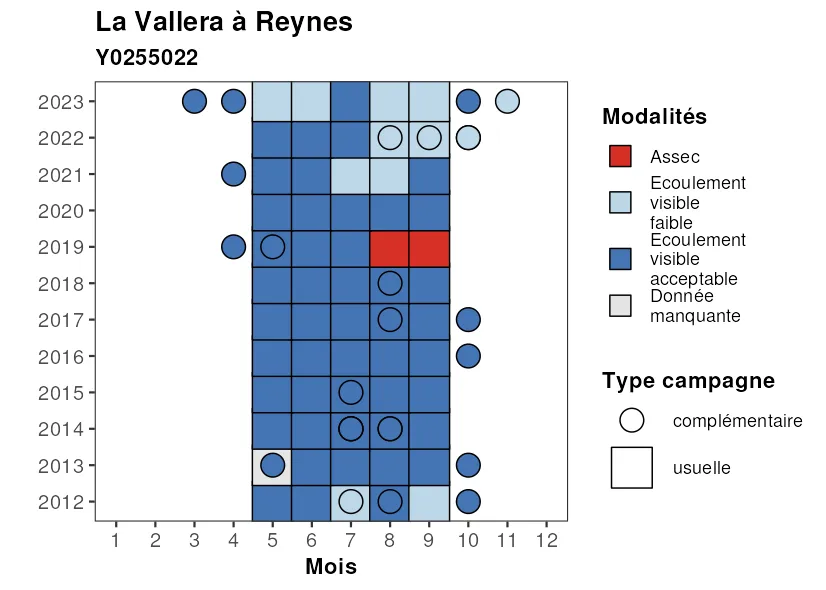 La Vallera à Reynes
Y0255022
2023
2022
2021
2020
2019
2018
2017
2016
2015
2014
2013
2012
1 2 3 4 5 6 7 8 9 10 11 12
Mois
Modalités
Assec
Ecoulement
visible
faible
Ecoulement
visible
acceptable
Donnée
manquante
Type campagne
complémentaire
usuelle